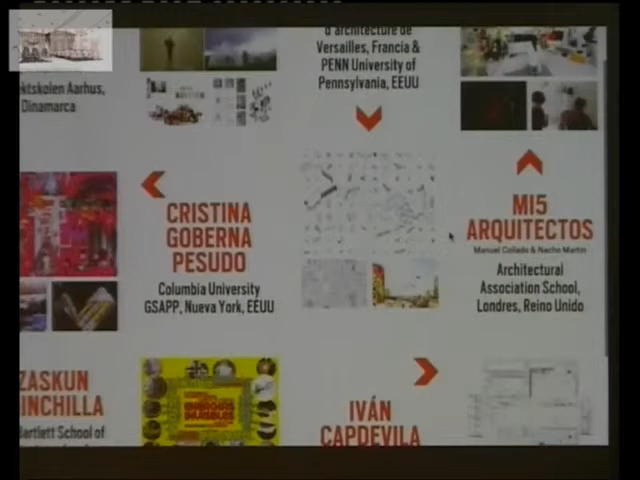 d'architecture de
Versailles, Francia &
PENN University of
Pennsylvania, EEUU
ektskolen Aarhus,
Dinamarca
CRISTINA
GOBERNA
PESUDO
Columbia University
GSAPP, Nueva York, EEUU
MI5
ARQUITECTOS
Manuel Collado & Nacho Martín
Architectural
Association School,
Londres, Reino Unido
ZASKUN
INCHILLA
Bartlett School of
IVÁN
CAPDEVILA